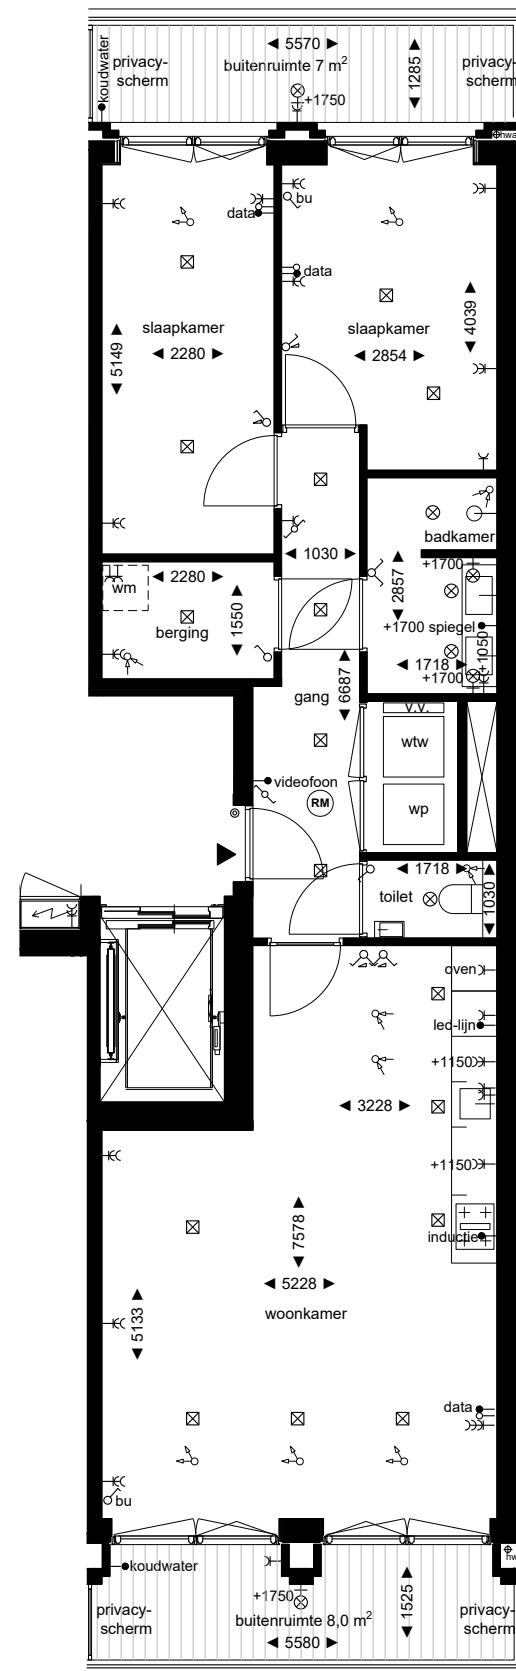 5570
koudwater
privacy-
scherm
buitenruimte 7 m²
1285
privacy-
scherm
+1750
hwa
bu
data
data
slaapkamer
2280
5149
slaapkamer
2854
4039
badkamer
1030
+1700
2857
wm
2280
1550
berging
+1700 spiegel
+1050
1718
+1700
gang
6687
v.v.
wtw
videofoon
RM
wp
1718
toilet
1030
oven
led-lijn
+1150
3228
+1150
7578
inductie
5228
woonkamer
5133
data
bu
koudwater
hw
+1750
privacy-
scherm
buitenruimte 8,0 m²
1525
privacy-
scherm
5580